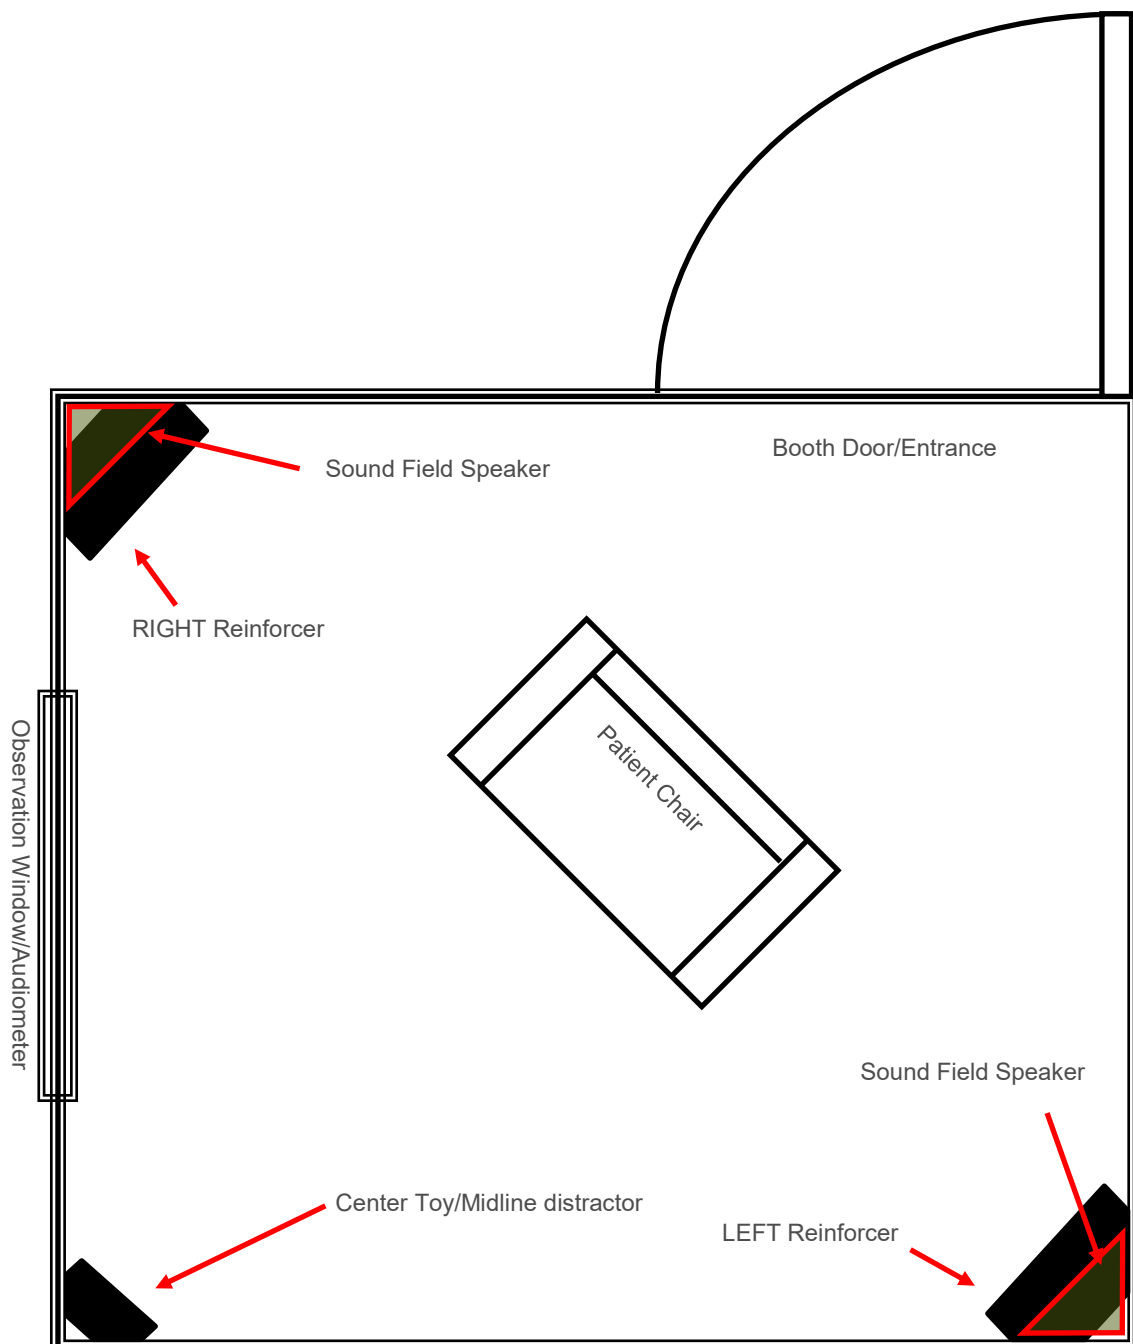 Booth Door/Entrance
Sound Field Speaker
RIGHT Reinforcer
Patient Chair
Observation Window/Audiometer
Sound Field Speaker
Center Toy/Midline distractor
LEFT Reinforcer